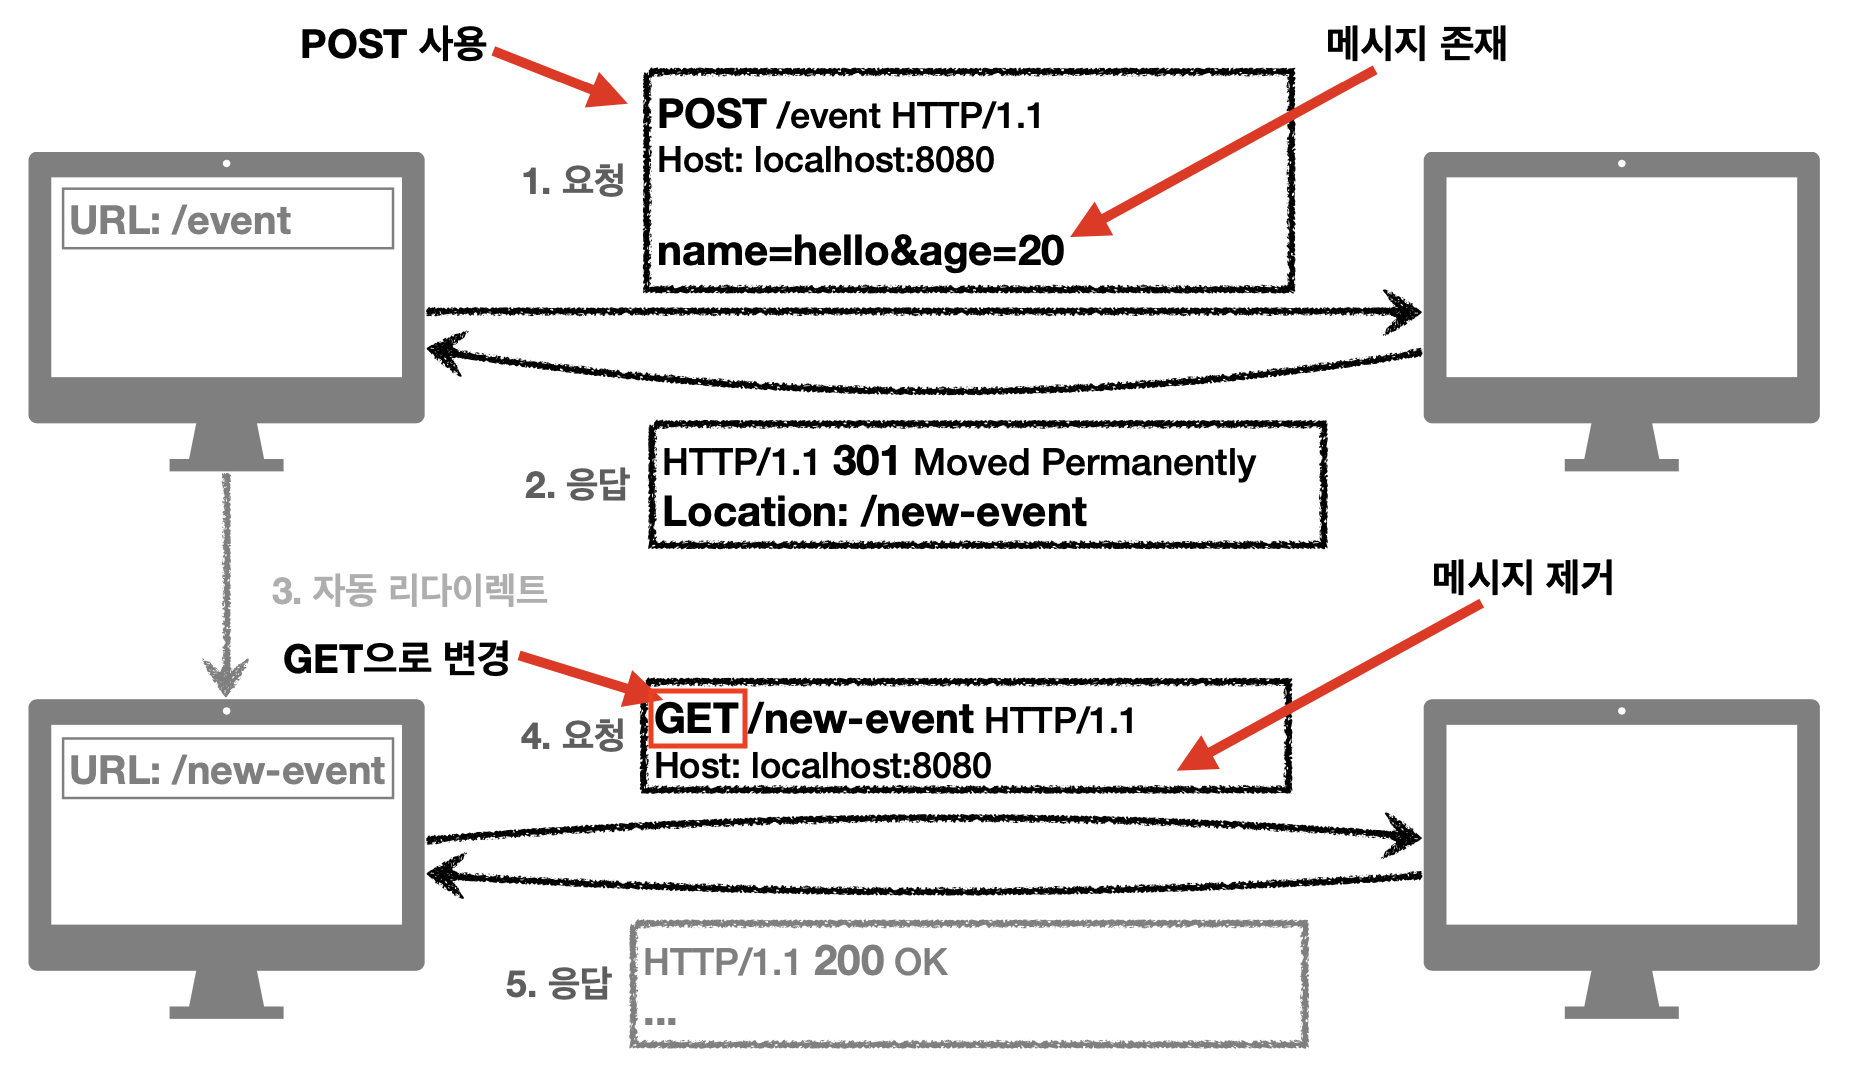 POST 사용
메시지 존재
POST /event HTTP/1.1
Host: localhost:8080
1. 요청
name=hello&age=20
URL: /event
2. 응답
HTTP/1.1 301 Moved Permanently
Location: /new-event
3. 자동 리다이렉트
메시지 제거
GET으로 변경
4. 요청
GET /new-event HTTP/1.1
Host: localhost:8080
URL: /new-event
5. 응답
HTTP/1.1 200 OK
...